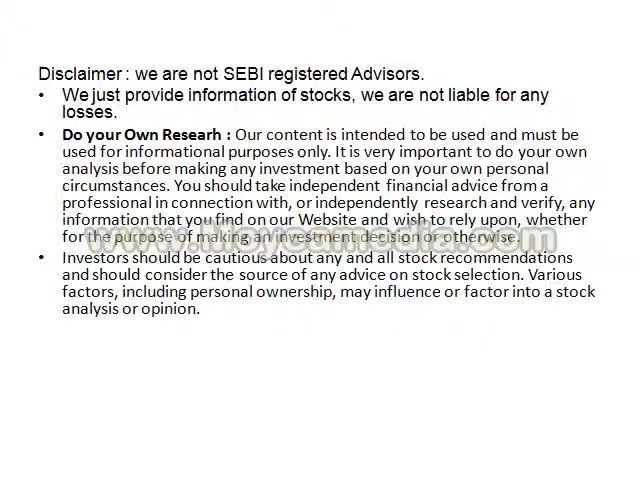 Disclaimer : we are not SEBI registered Advisors.
• We just provide information of stocks, we are not liable for any
losses.
• Do your Own Researh : Our content is intended to be used and must be
used for informational purposes only. It is very important to do your own
analysis before making any investment based on your own personal
circumstances. You should take independent financial advice from a
professional in connection with, or independently research and verify, any
information that you find on our Website and wish to rely upon, whether
for the purpose of making an investment decision or otherwise.
• Investors should be cautious about any and all stock recommendations
and should consider the source of any advice on stock selection. Various
factors, including personal ownership, may influence or factor into a stock
analysis or opinion.